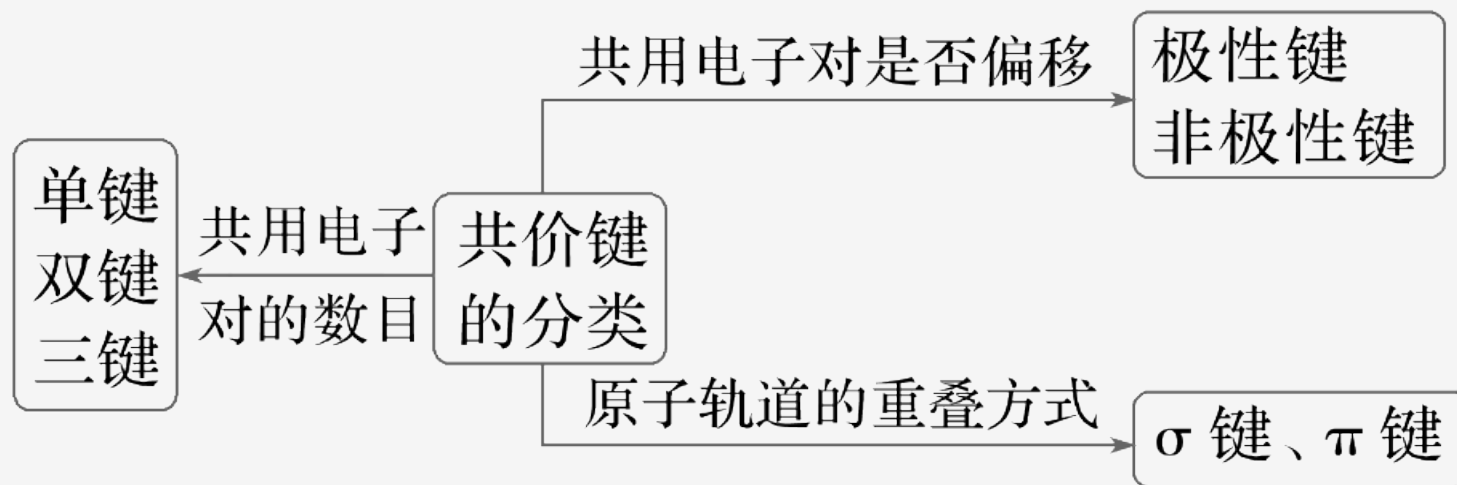 共用电子对是否偏移
极性键
非极性键
单键
双键
三键
共用电子
对的数目
共价键
的分类
原子轨道的重叠方式
σ 键、π 键